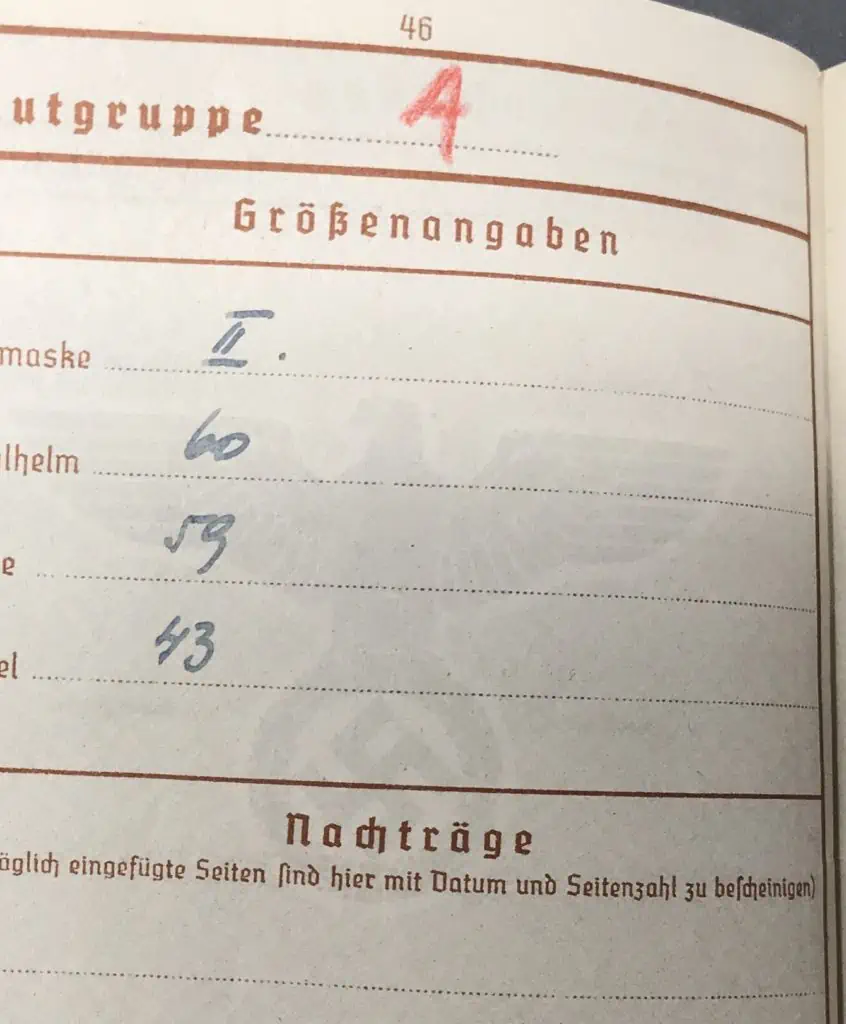 46
utgruppe A
Größenangaben
maske II.
lhelm 60
e 59
el 43
Nachträge
äglich eingefügte Seiten sind hier mit Datum und Seitenzahl zu bescheinigen)